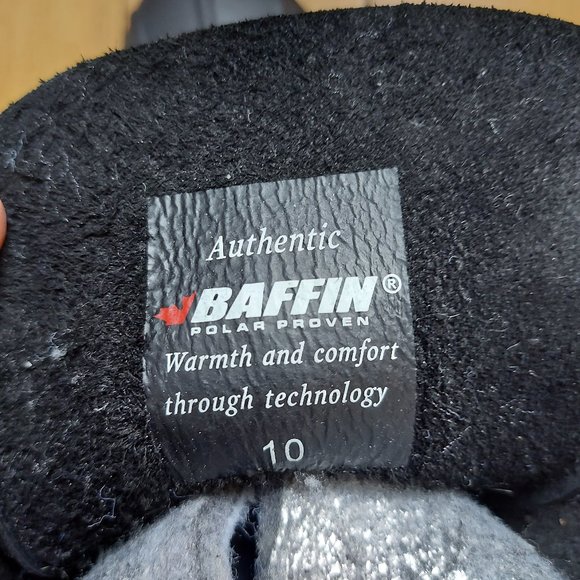 Authentic
BAFFIN®
POLAR PROVEN
Warmth and comfort
through technology
10